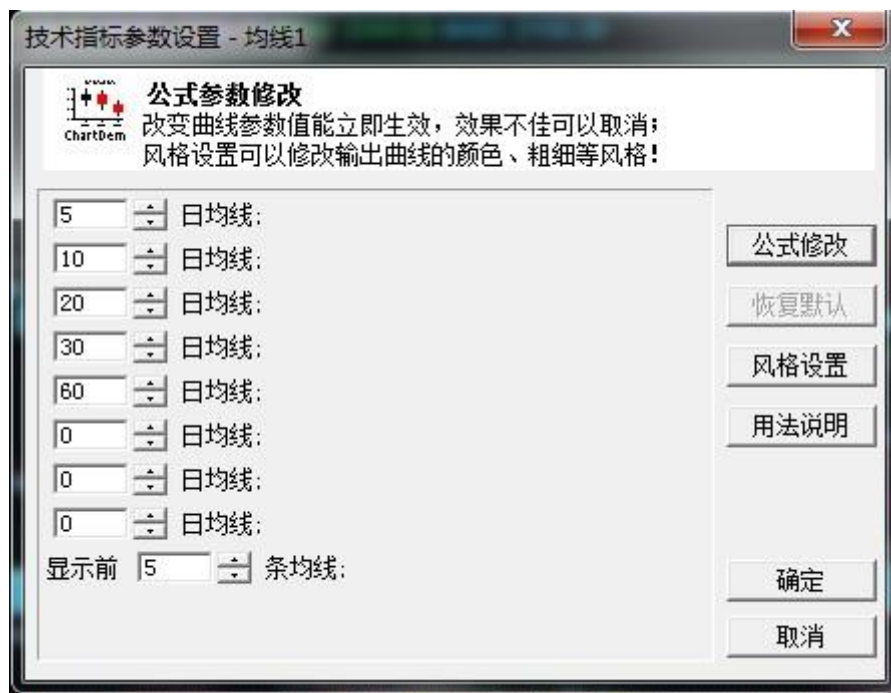 技术指标参数设置 - 均线1
公式参数修改
改变曲线参数值能立即生效，效果不佳可以取消；
风格设置可以修改输出曲线的颜色、粗细等风格！
ChartDem
5 日均线；
10 日均线；
20 日均线；
30 日均线；
60 日均线；
0 日均线；
0 日均线；
0 日均线；
显示前 5 条均线；
公式修改
恢复默认
风格设置
用法说明
确定
取消